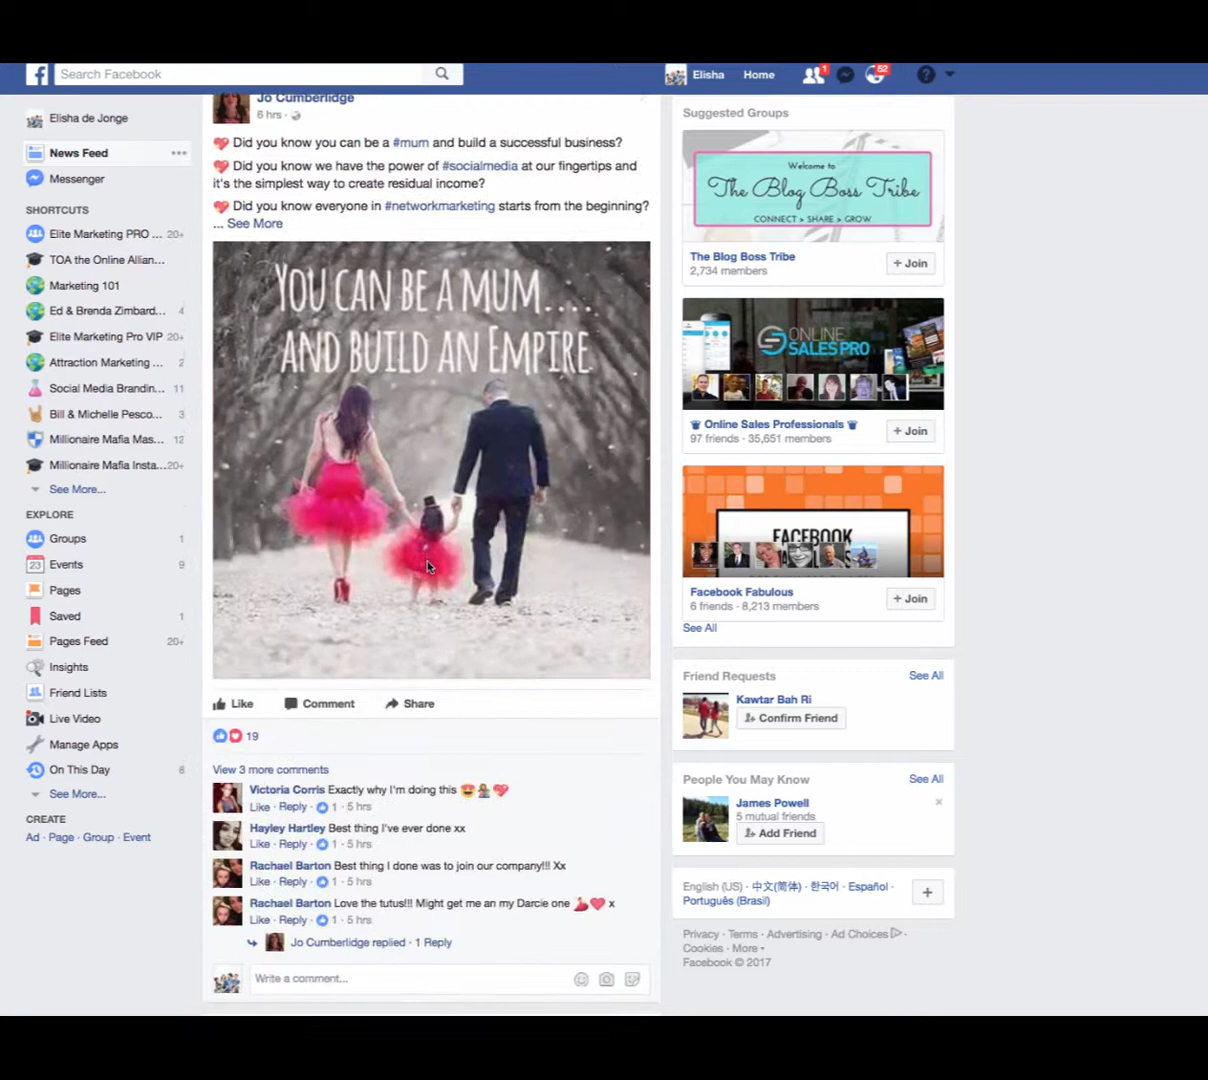 Search Facebook
Elisha
Home
1
52
Elisha de Jonge
News Feed
Messenger
SHORTCUTS
Elite Marketing PRO ... 20+
TOA the Online Allian...
Marketing 101
Ed & Brenda Zimbard... 4
Elite Marketing Pro VIP 20+
Attraction Marketing ... 2
Social Media Brandin... 11
Bill & Michelle Pesco... 3
Millionaire Mafia Mas... 12
Millionaire Mafia Insta... 20+
See More...
EXPLORE
Groups 1
23 Events 9
Pages
Saved 1
Pages Feed 20+
Insights
Friend Lists
Live Video
Manage Apps
On This Day 6
See More...
CREATE
Ad · Page · Group · Event
Jo Cumberlidge
6 hrs ·
Did you know you can be a #mum and build a successful business?
Did you know we have the power of #socialmedia at our fingertips and
it's the simplest way to create residual income?
Did you know everyone in #networkmarketing starts from the beginning?
... See More
YOU CAN BE A MUM....
AND BUILD AN EMPIRE
Like Comment Share
19
View 3 more comments
Victoria Corris Exactly why I'm doing this 😍 💖
Like · Reply · 1 · 5 hrs
Hayley Hartley Best thing I've ever done xx
Like · Reply · 1 · 5 hrs
Rachael Barton Best thing I done was to join our company!!! Xx
Like · Reply · 1 · 5 hrs
Rachael Barton Love the tutus!!! Might get me an my Darcie one 💃💖 x
Like · Reply · 1 · 5 hrs
Jo Cumberlidge replied · 1 Reply
Write a comment...
Suggested Groups
Welcome to
The Blog Boss Tribe
CONNECT > SHARE > GROW
The Blog Boss Tribe
2,734 members
+ Join
ONLINE
SALES PRO
Online Sales Professionals
97 friends · 35,651 members
+ Join
FACEBOOK
Facebook Fabulous
6 friends · 8,213 members
+ Join
See All
Friend Requests
See All
Kawtar Bah Ri
Confirm Friend
People You May Know
See All
James Powell
5 mutual friends
Add Friend
English (US) · 中文(简体) · 한국어 · Español ·
Português (Brasil)
Privacy · Terms · Advertising · Ad Choices ·
Cookies · More
Facebook © 2017